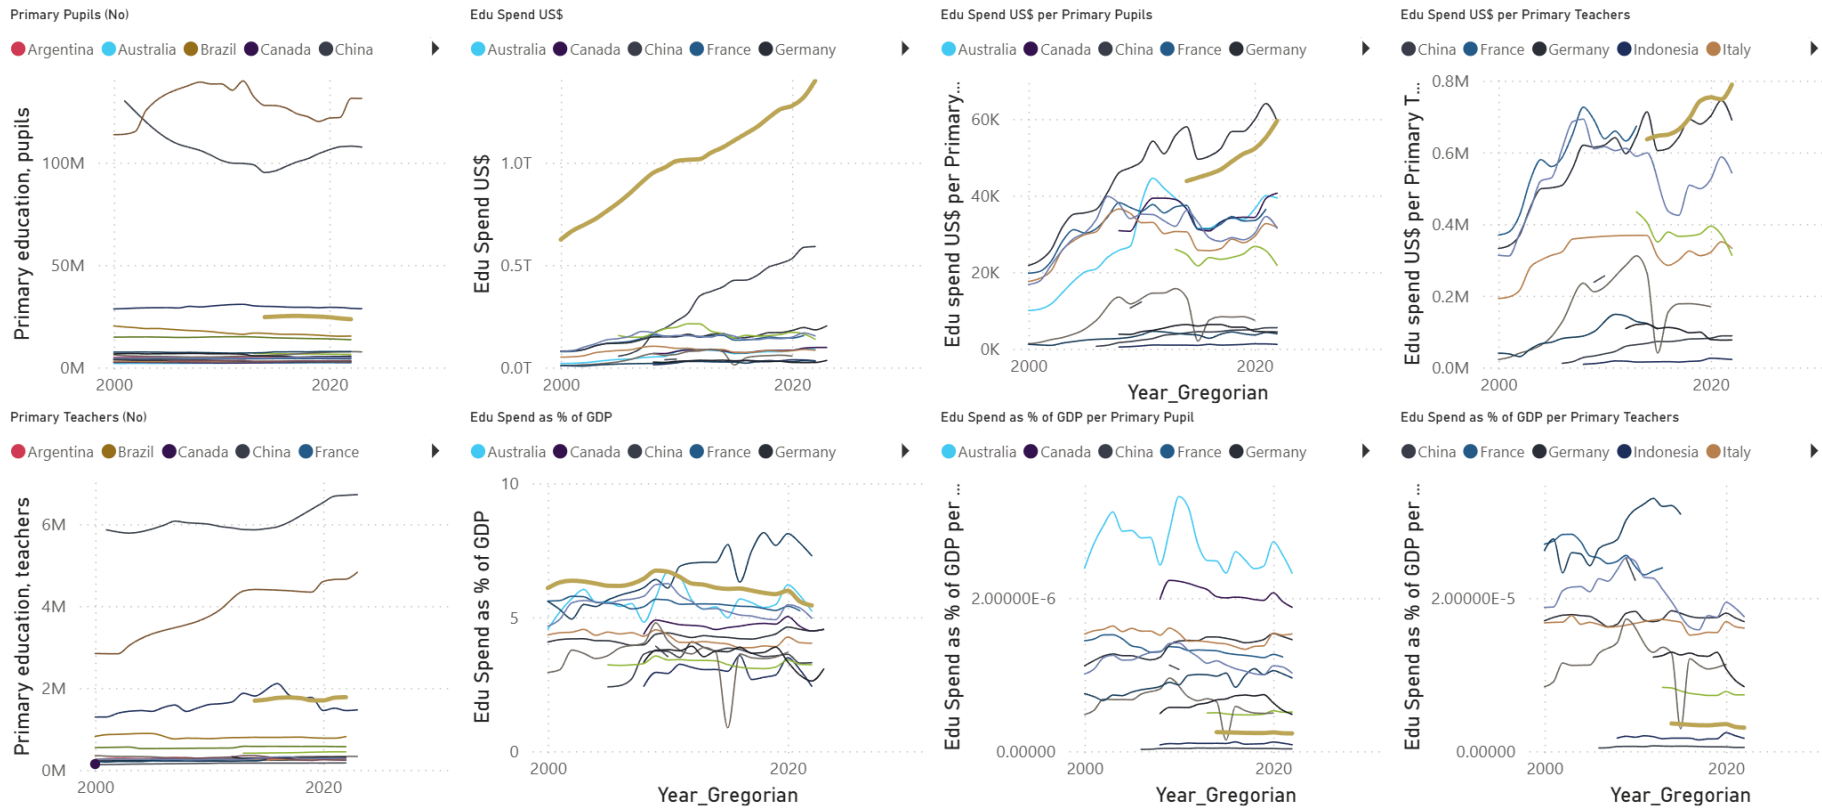 Primary Pupils (No)
Argentina Australia Brazil Canada China
Primary education, pupils
100M
50M
0M
2000 2020
Edu Spend US$
Australia Canada China France Germany
Edu Spend US$
1.0T
0.5T
0.0T
2000 2020
Edu Spend US$ per Primary Pupils
Australia Canada China France Germany
Edu spend US$ per Primary...
60K
40K
20K
0K
2000 2020
Year_Gregorian
Edu Spend US$ per Primary Teachers
China France Germany Indonesia Italy
Edu spend US$ per Primary T...
0.8M
0.6M
0.4M
0.2M
0.0M
2000 2020
Primary Teachers (No)
Argentina Brazil Canada China France
Primary education, teachers
6M
4M
2M
0M
2000 2020
Edu Spend as % of GDP
Australia Canada China France Germany
Edu Spend as % of GDP
10
5
0
2000 2020
Year_Gregorian
Edu Spend as % of GDP per Primary Pupil
Australia Canada China France Germany
Edu Spend as % of GDP per ...
2.00000E-6
0.00000
2000 2020
Year_Gregorian
Edu Spend as % of GDP per Primary Teachers
China France Germany Indonesia Italy
Edu Spend as % of GDP per ...
2.00000E-5
0.00000
2000 2020
Year_Gregorian